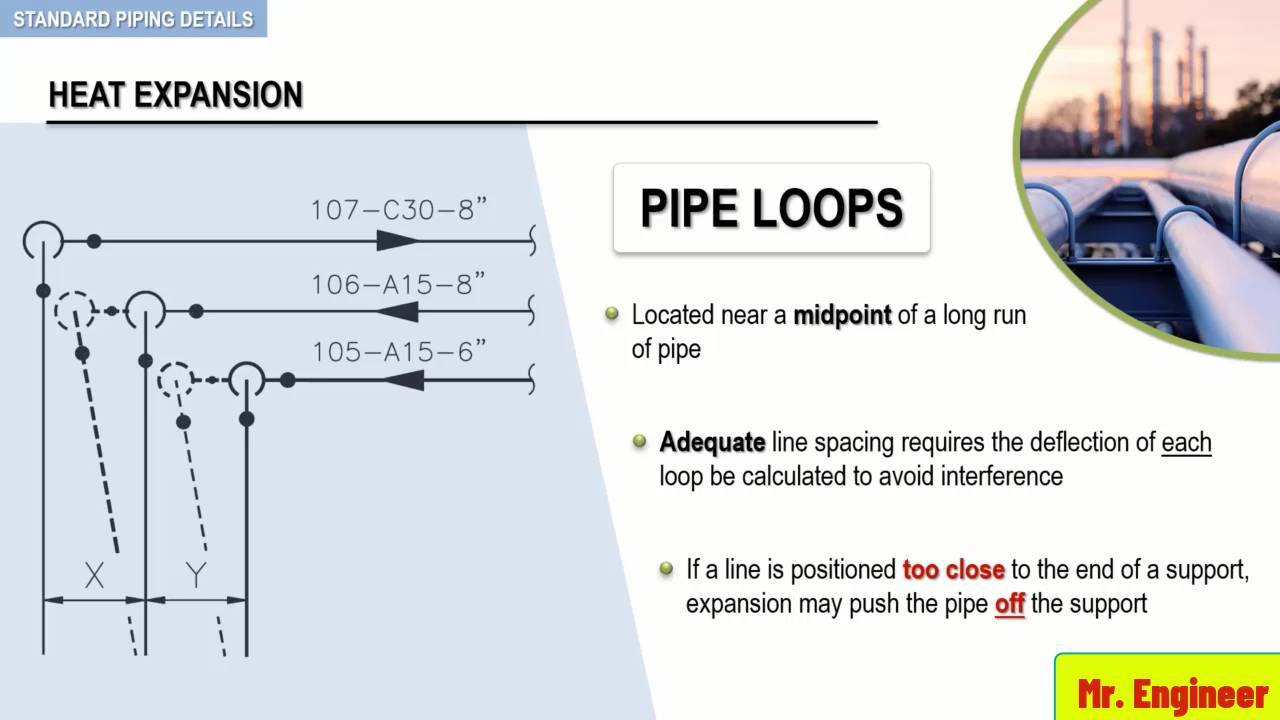 STANDARD PIPING DETAILS
HEAT EXPANSION
107-C30-8"
106-A15-8"
105-A15-6"
X
Y
PIPE LOOPS
Located near a midpoint of a long run
of pipe
Adequate line spacing requires the deflection of each
loop be calculated to avoid interference
If a line is positioned too close to the end of a support,
expansion may push the pipe off the support
Mr. Engineer